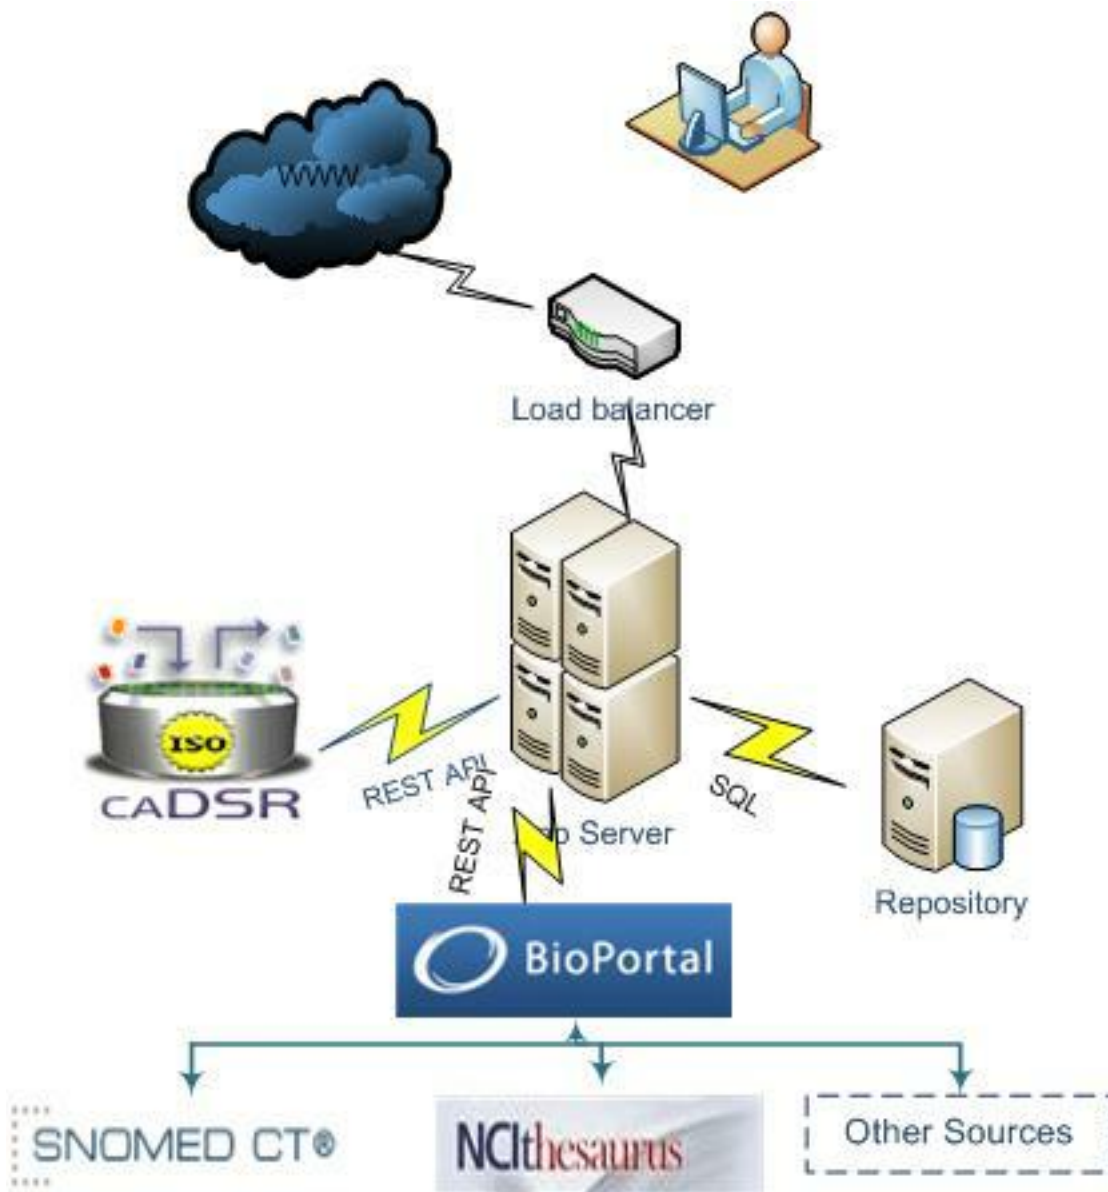 WWW
Load balancer
ISO
caDSR
REST API
REST API
SQL
Server
Repository
BioPortal
SNOMED CT®
NCIthesaurus
Other Sources